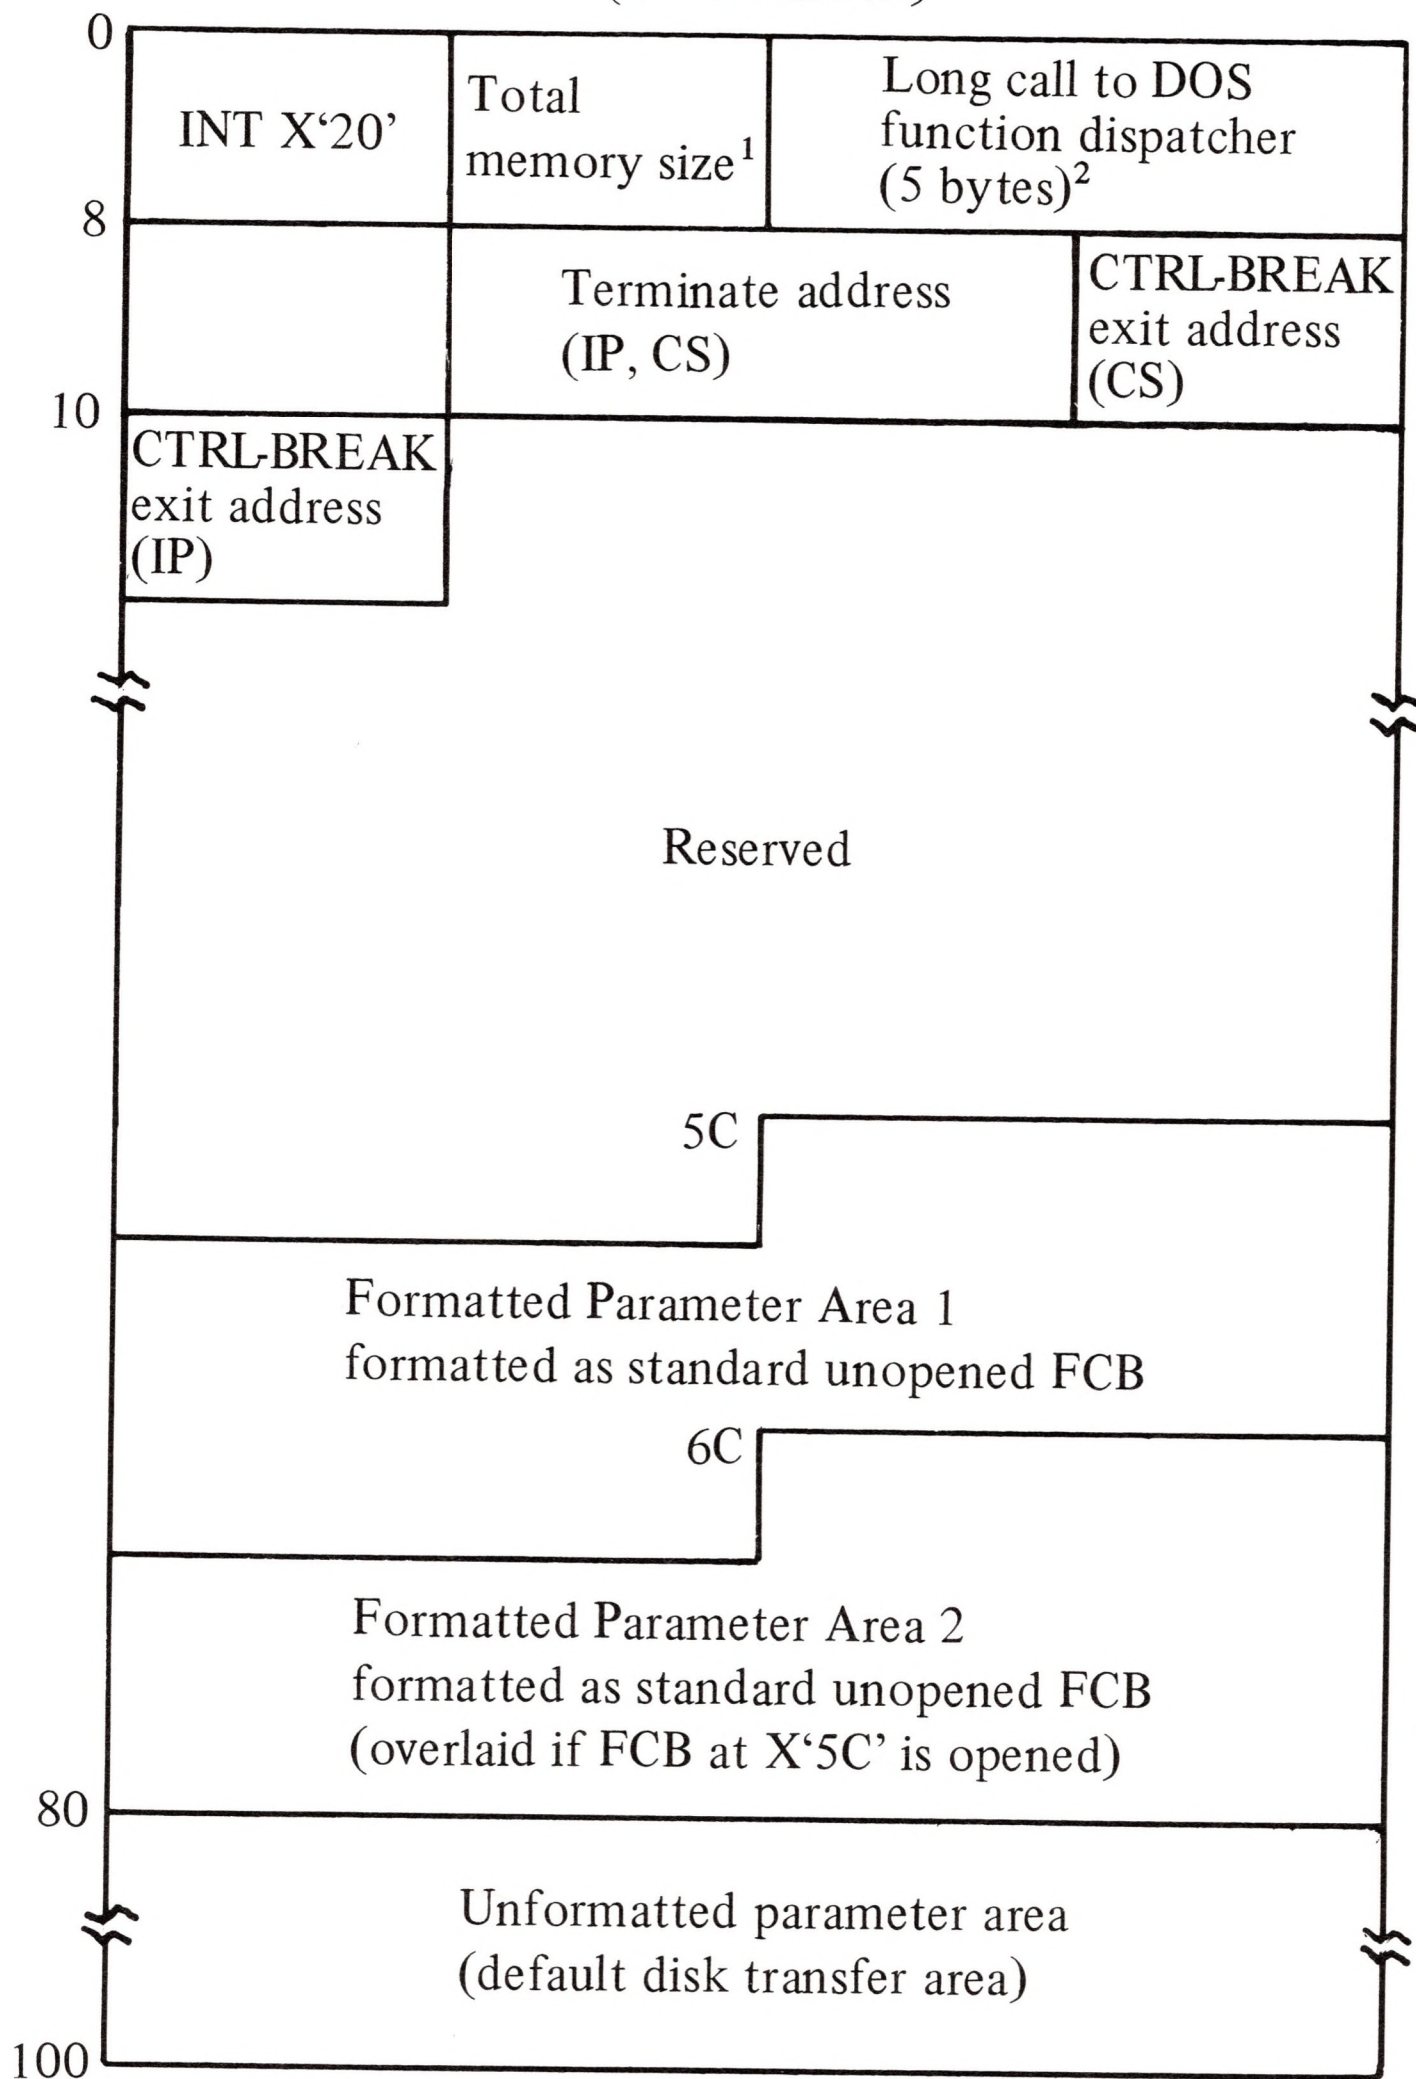 0
INT X‘20’
Total
memory size¹
Long call to DOS
function dispatcher
(5 bytes)²
8
Terminate address
(IP, CS)
CTRL-BREAK
exit address
(CS)
10
CTRL-BREAK
exit address
(IP)
Reserved
5C
Formatted Parameter Area 1
formatted as standard unopened FCB
6C
Formatted Parameter Area 2
formatted as standard unopened FCB
(overlaid if FCB at X‘5C’ is opened)
80
Unformatted parameter area
(default disk transfer area)
100